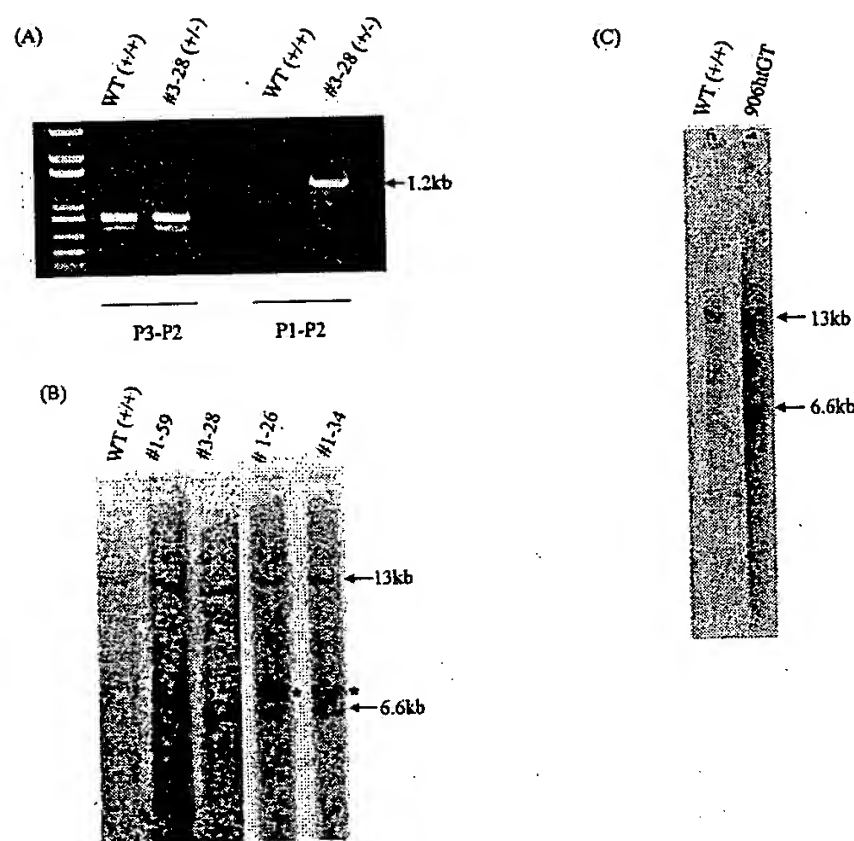 (A)
WT (+/+)
#3-28 (+/-)
WT (+/+)
#3-28 (+/-)
1.2kb
P3-P2
P1-P2
(B)
WT (+/+)
#1-59
#3-28
# 1-26
#1-34
13kb
*
*
6.6kb
(C)
WT (+/+)
906htGT
13kb
6.6kb